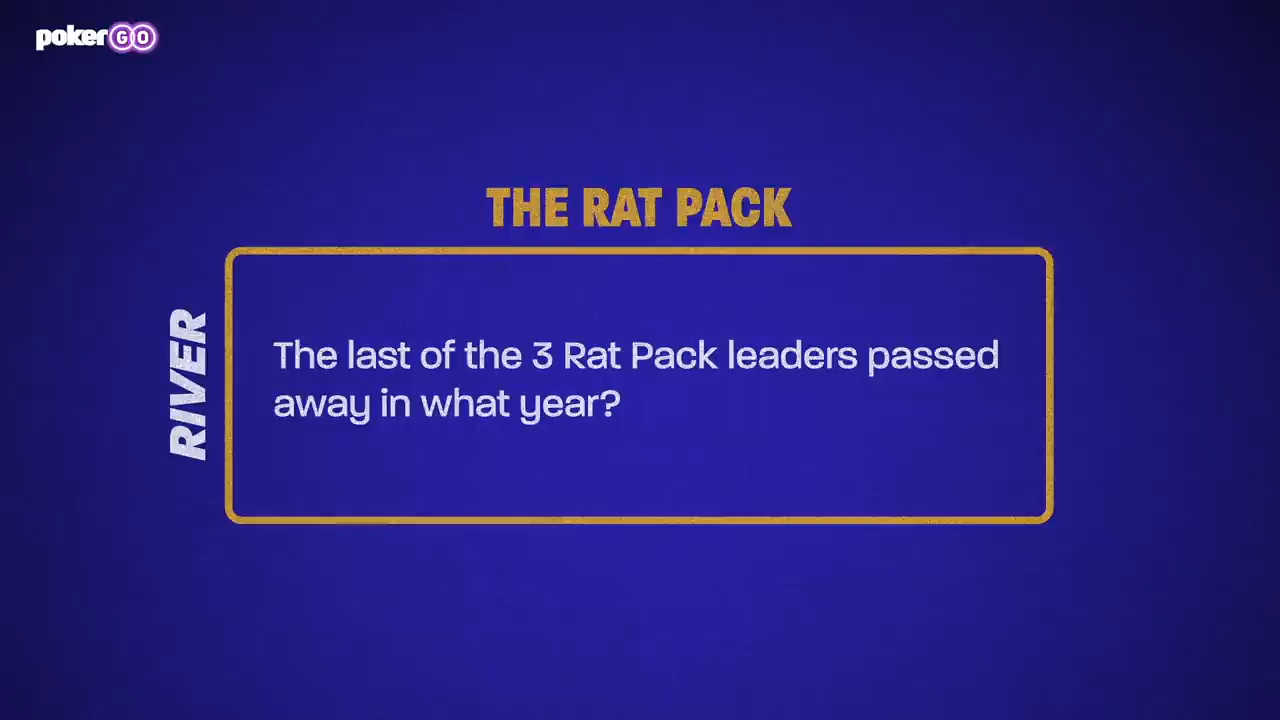 pokerGO
THE RAT PACK
RIVER
The last of the 3 Rat Pack leaders passed
away in what year?